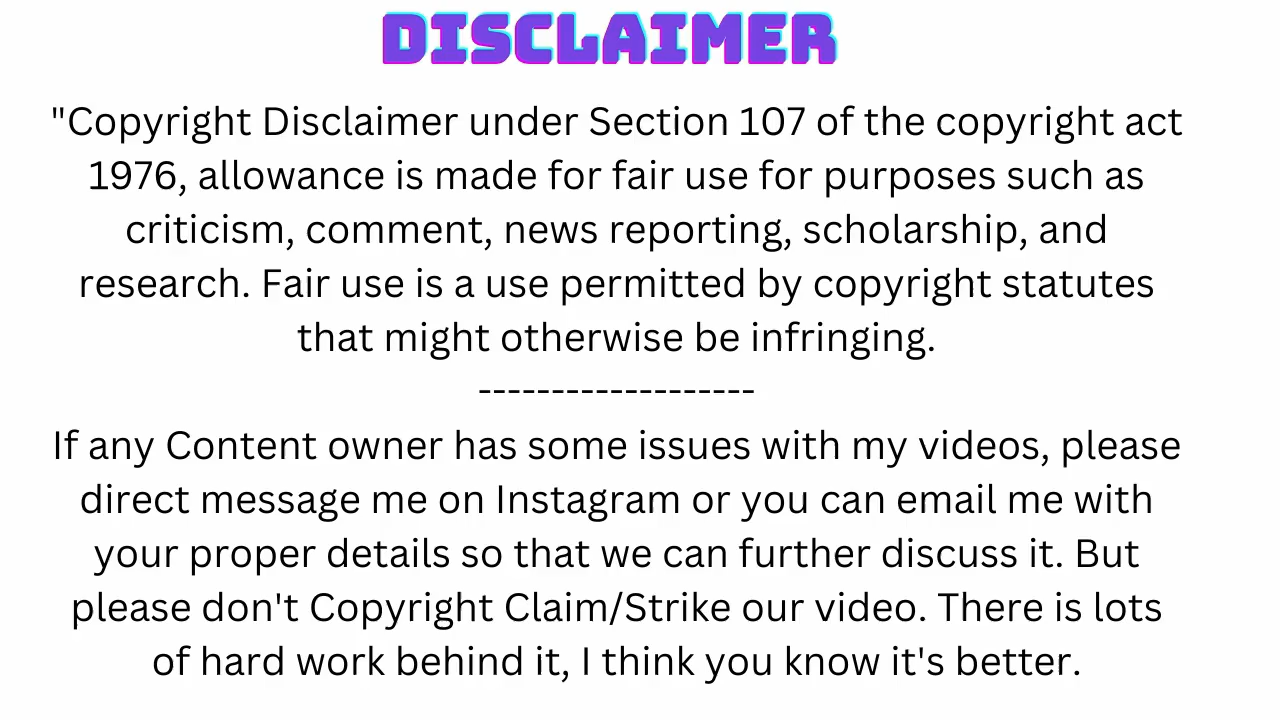 DISCLAIMER
"Copyright Disclaimer under Section 107 of the copyright act
1976, allowance is made for fair use for purposes such as
criticism, comment, news reporting, scholarship, and
research. Fair use is a use permitted by copyright statutes
that might otherwise be infringing.
-------------------
If any Content owner has some issues with my videos, please
direct message me on Instagram or you can email me with
your proper details so that we can further discuss it. But
please don't Copyright Claim/Strike our video. There is lots
of hard work behind it, I think you know it's better.